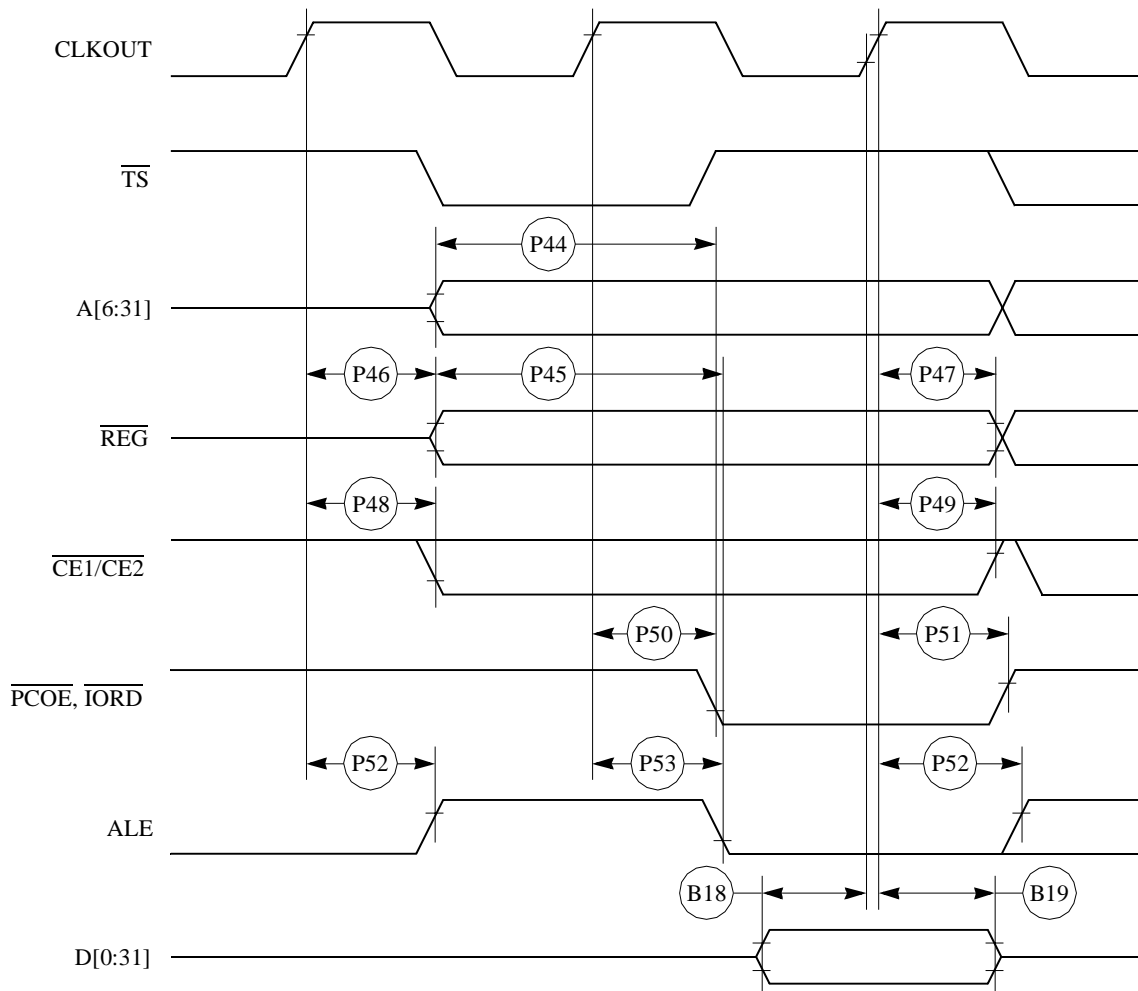 CLKOUT
TS
P44
A[6:31]
P46 P45 P47
REG
P48 P49
CE1/CE2
P50 P51
PCOE, IORD
P52 P53 P52
ALE
B18 B19
D[0:31]